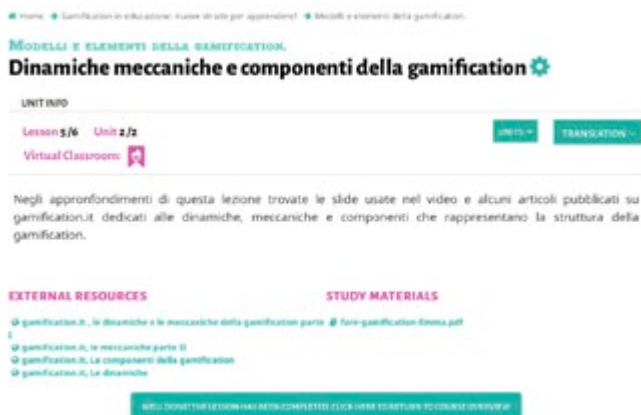 Home Gamification in educazione: nuove strade per apprendere! Modelli e elementi della gamification.
MODELLI E ELEMENTI DELLA GAMIFICATION.
Dinamiche meccaniche e componenti della gamification
UNIT INFO
Lesson 5/6 Unit 2/2
UNITS TRANSLATION
Virtual Classroom:
Negli appronfondimenti di questa lezione trovate le slide usate nel video e alcuni articoli pubblicati su
gamification.it dedicati alle dinamiche, meccaniche e componenti che rappresentano la struttura della
gamification.
EXTERNAL RESOURCES
gamification.it , le dinamiche e le meccaniche della gamification parte
I
gamification.it, le meccaniche parte II
gamification.it, Le componenti della gamification
gamification.it, Le dinamiche
STUDY MATERIALS
fare-gamification-Emma.pdf
WELL DONE! THE LESSON HAS BEEN COMPLETED CLICK HERE TO RETURN TO COURSE OVERVIEW